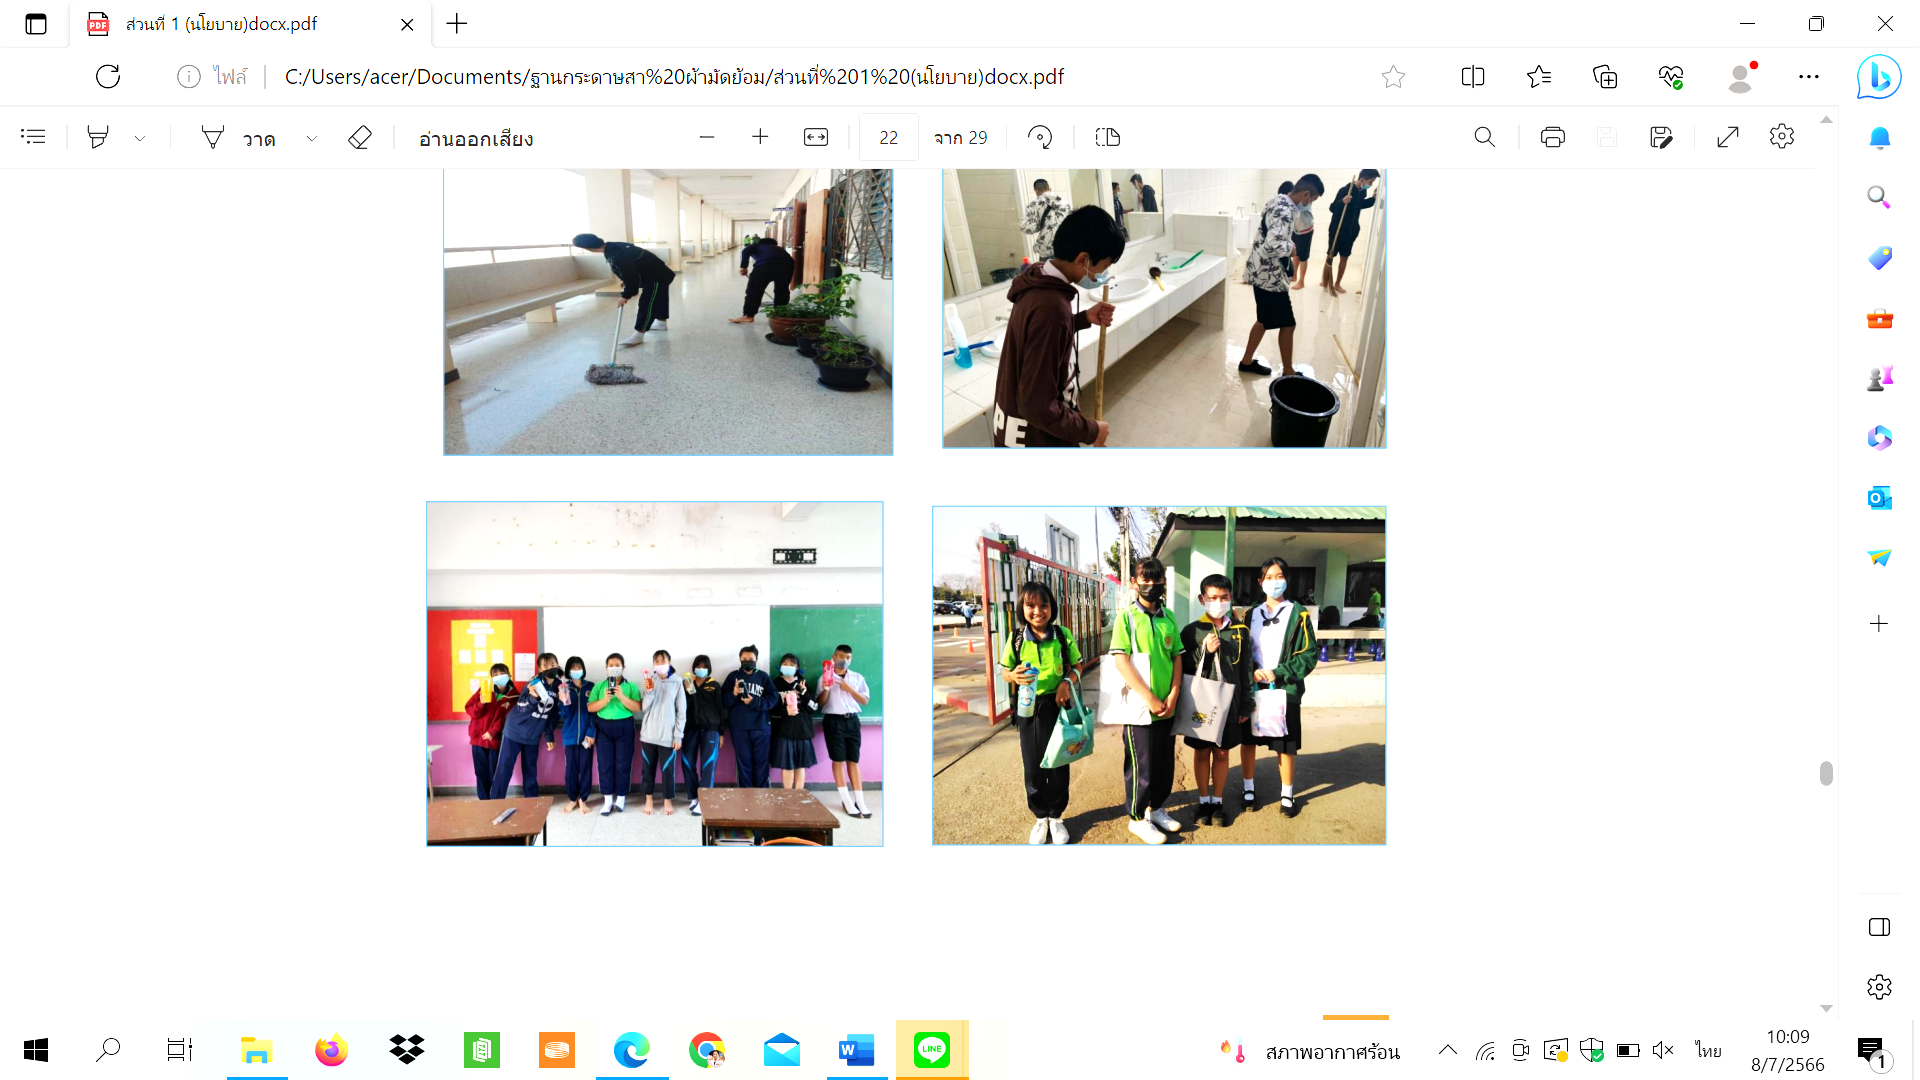 ส่วนที่ 1 (นโยบาย)docx.pdf
ไฟล์
C:/Users/acer/Documents/ฐานกระดาษสา%20ผ้ามัดย้อม/ส่วนที่%201%20(นโยบาย)docx.pdf
วาด
อ่านออกเสียง
22
จาก 29
PE
LINE
สภาพอากาศร้อน
ไทย
10:09
8/7/2566
1